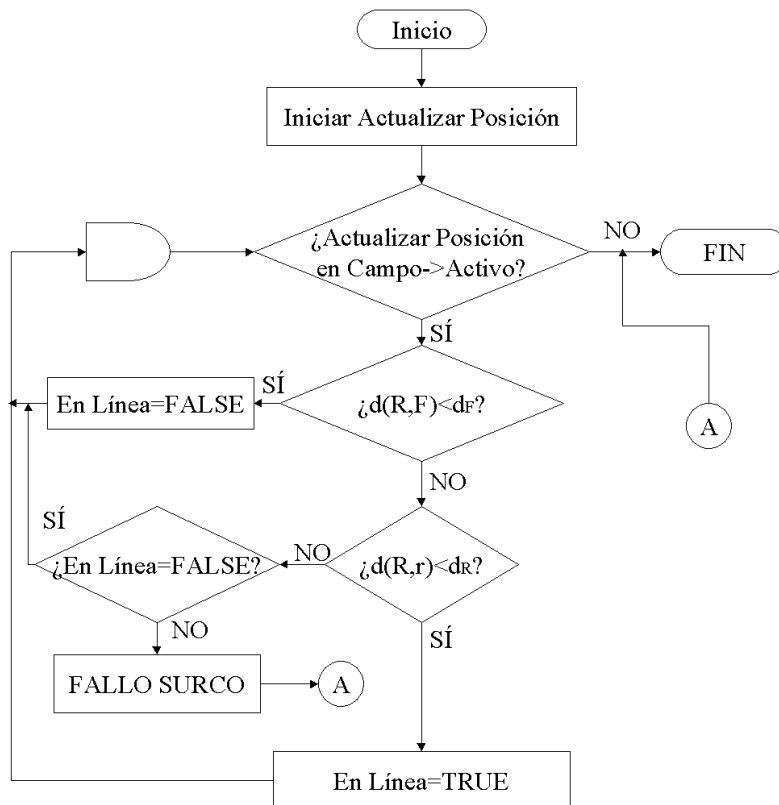 Inicio
Iniciar Actualizar Posición
¿Actualizar Posición
en Campo->Activo?
NO
FIN
SÍ
En Línea=FALSE
SÍ
¿d(R,F)<dF?
A
NO
SÍ
¿En Línea=FALSE?
NO
¿d(R,r)<dR?
NO
SÍ
FALLO SURCO
A
En Línea=TRUE